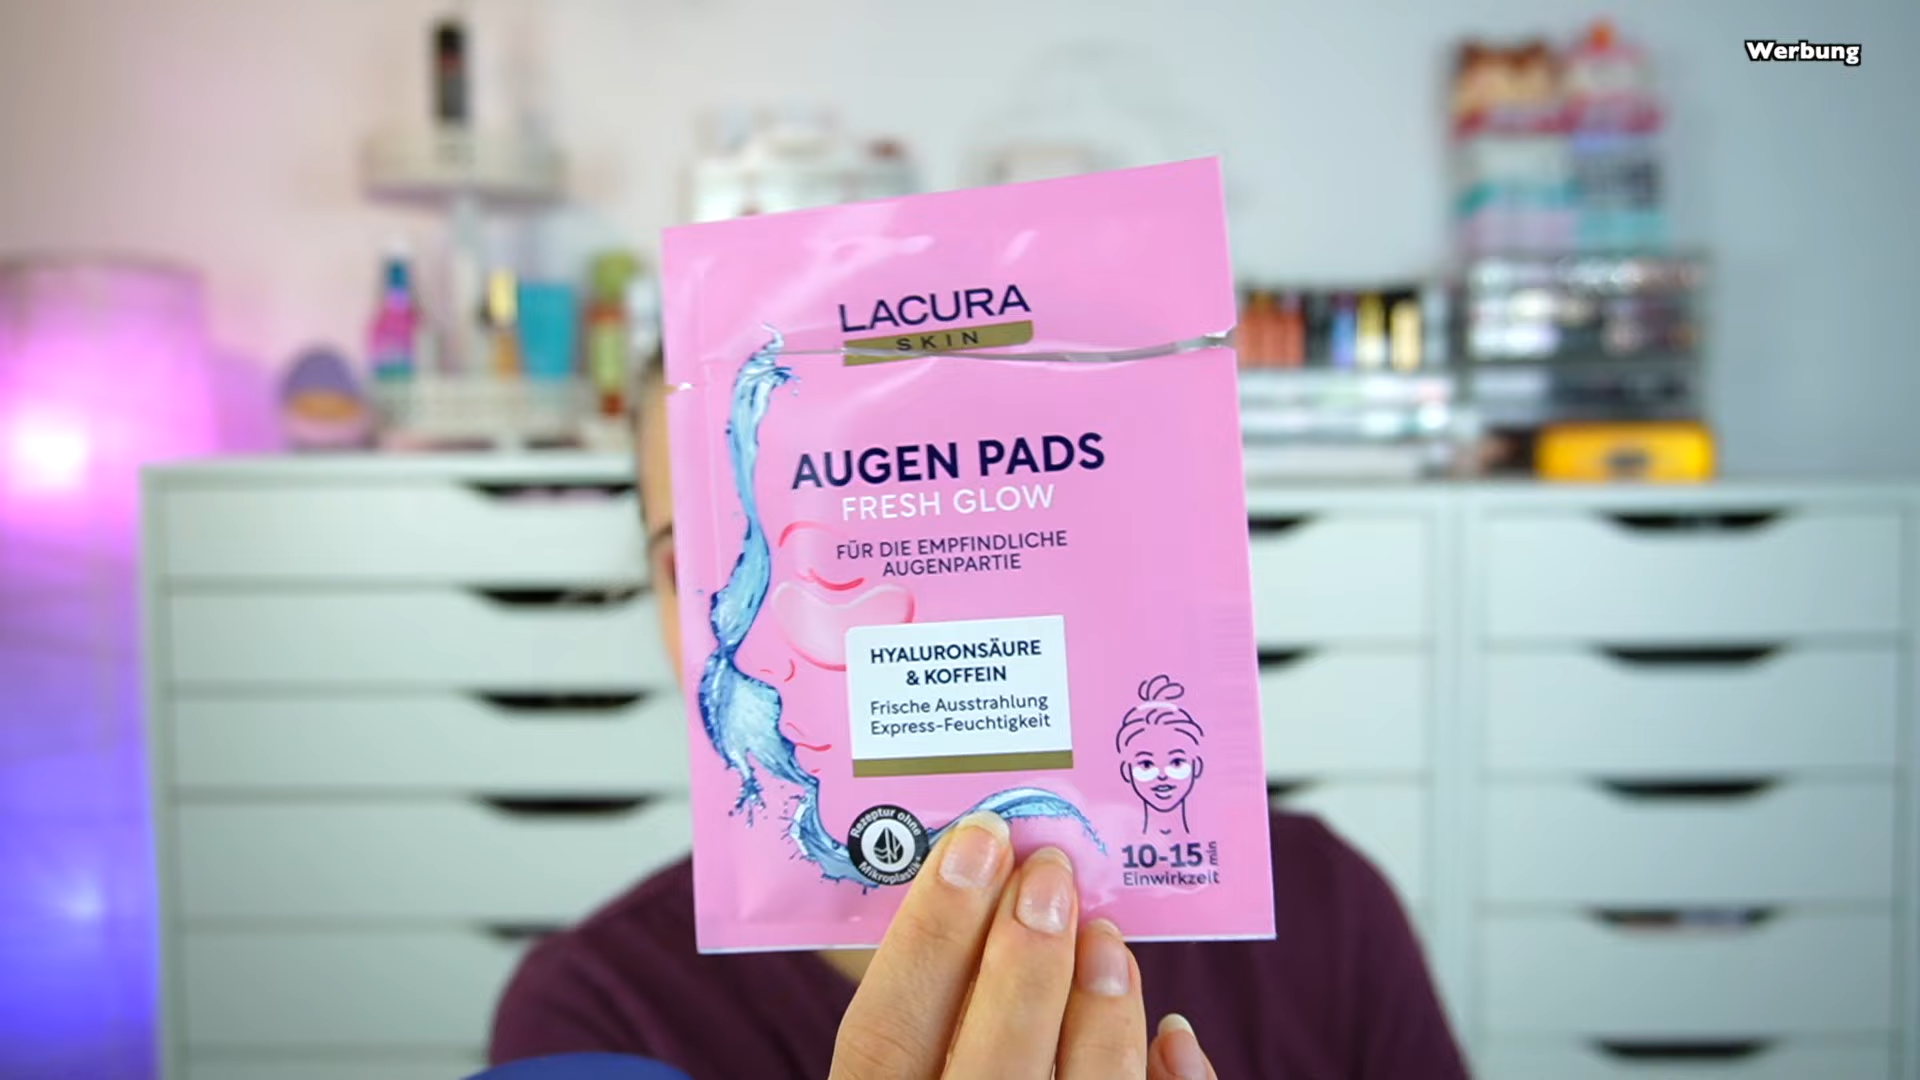 Werbung
LACURA
SKIN
AUGEN PADS
FRESH GLOW
FÜR DIE EMPFINDLICHE
AUGENPARTIE
HYALURONSÄURE
& KOFFEIN
Frische Ausstrahlung
Express-Feuchtigkeit
Rezeptur ohne
Mikroplastik
10-15 min
Einwirkzeit